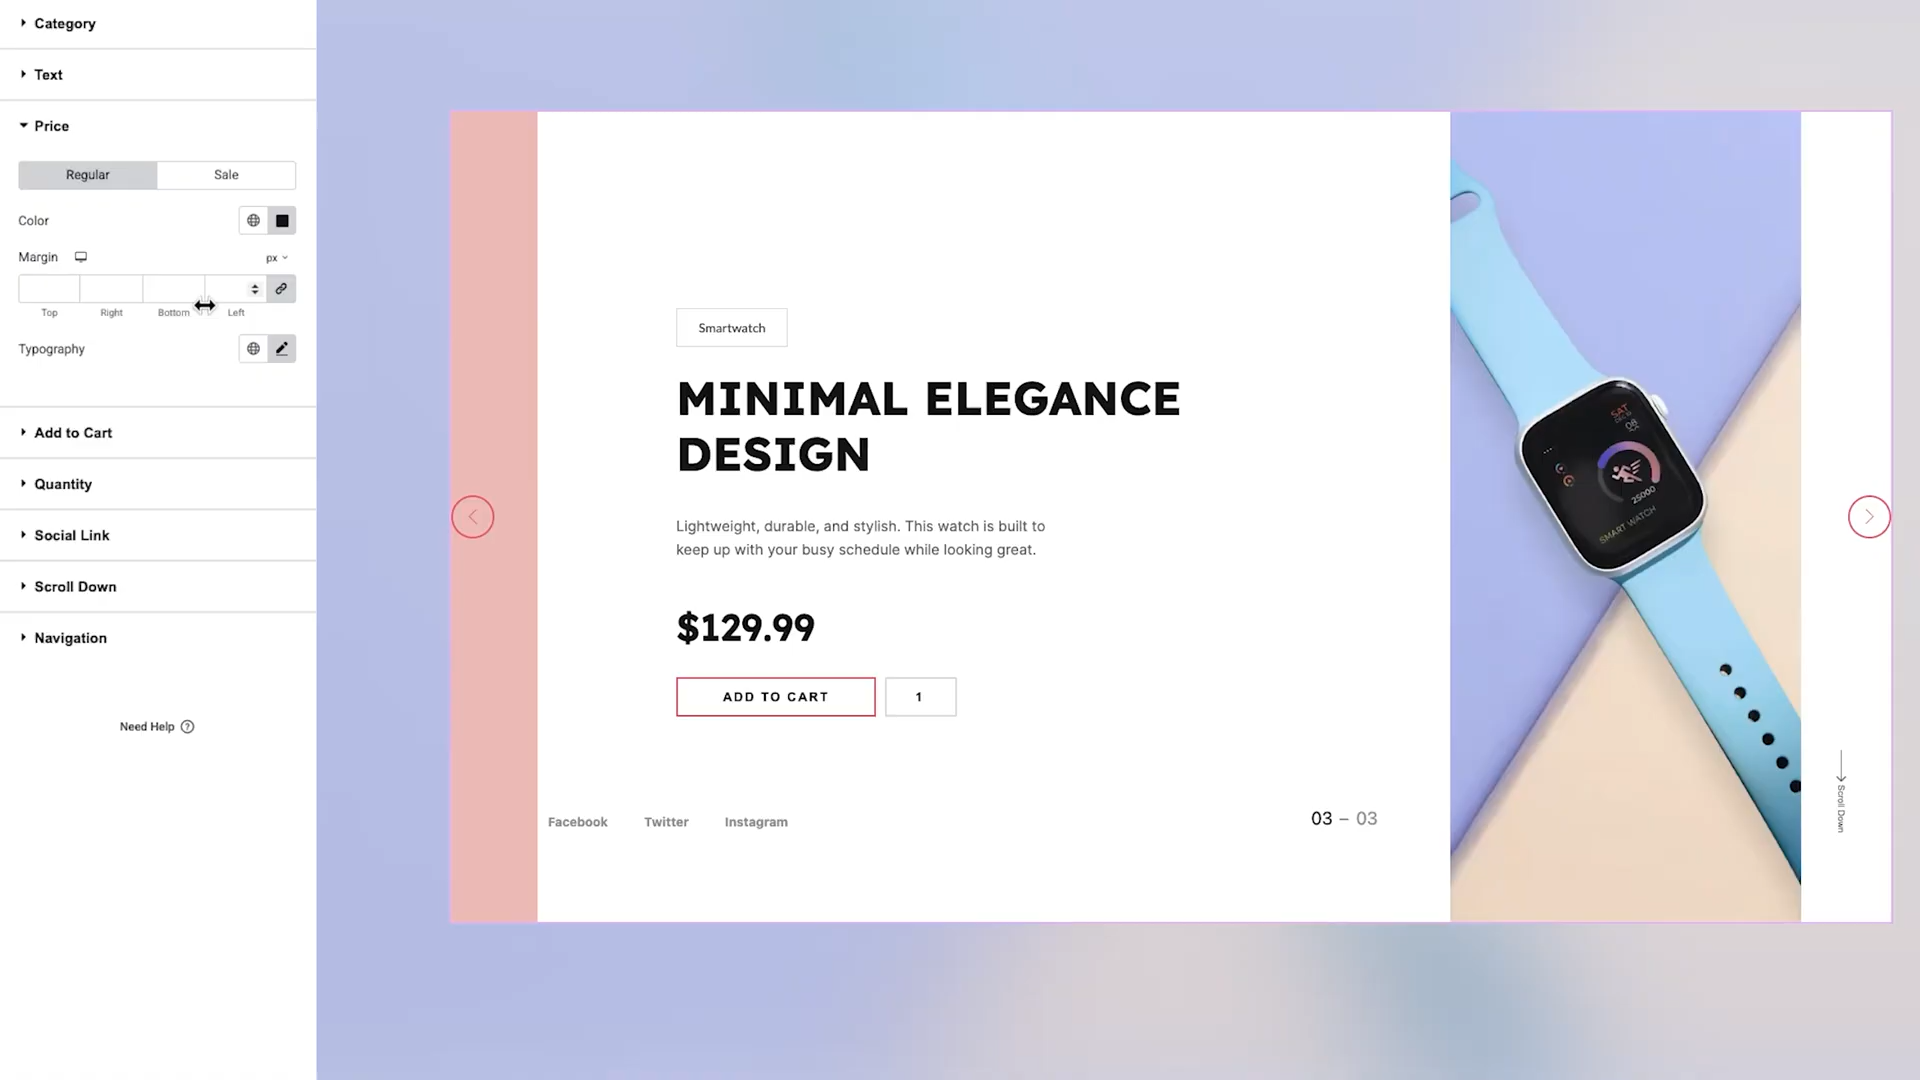 Category
Text
Price
Regular
Sale
Color
Margin
px
Top
Right
Bottom
Left
Typography
Add to Cart
Quantity
Social Link
Scroll Down
Navigation
Need Help ?
Smartwatch
MINIMAL ELEGANCE
DESIGN
Lightweight, durable, and stylish. This watch is built to
keep up with your busy schedule while looking great.
$129.99
ADD TO CART
1
Facebook
Twitter
Instagram
03 – 03
SAT
08
25000
SMART WATCH
Scroll Down